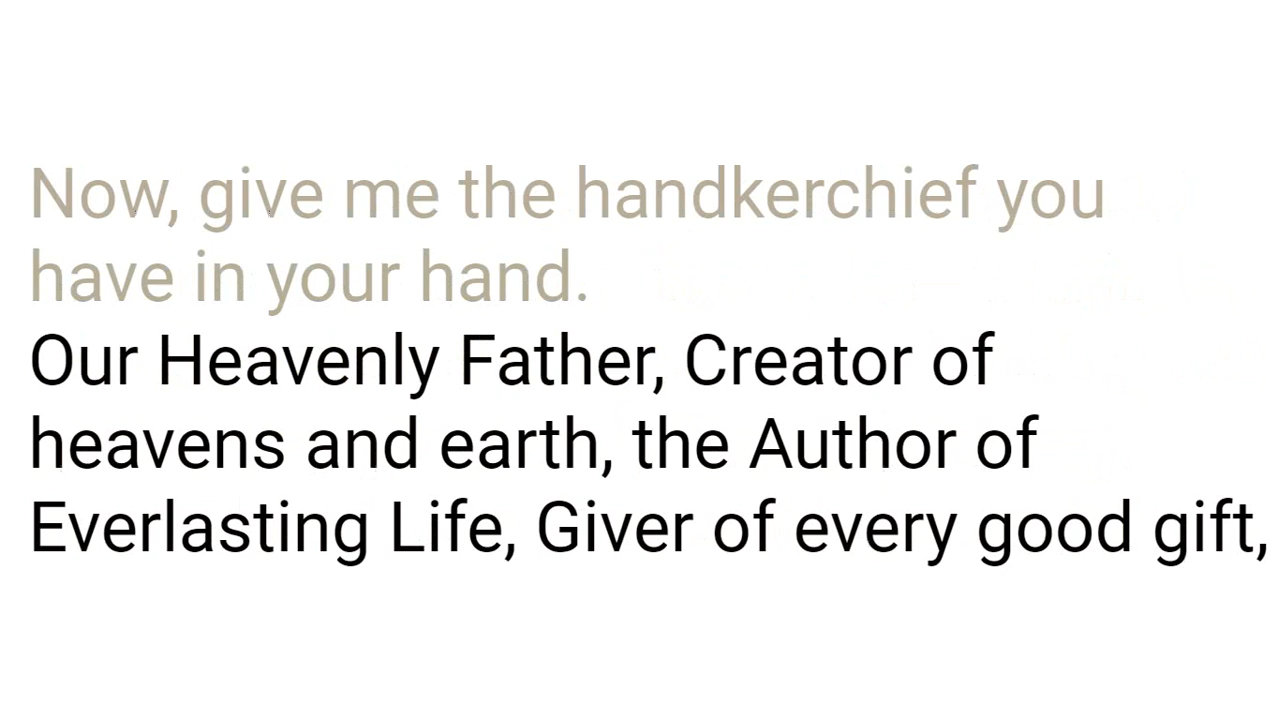 Now, give me the handkerchief you
have in your hand.
Our Heavenly Father, Creator of
heavens and earth, the Author of
Everlasting Life, Giver of every good gift,